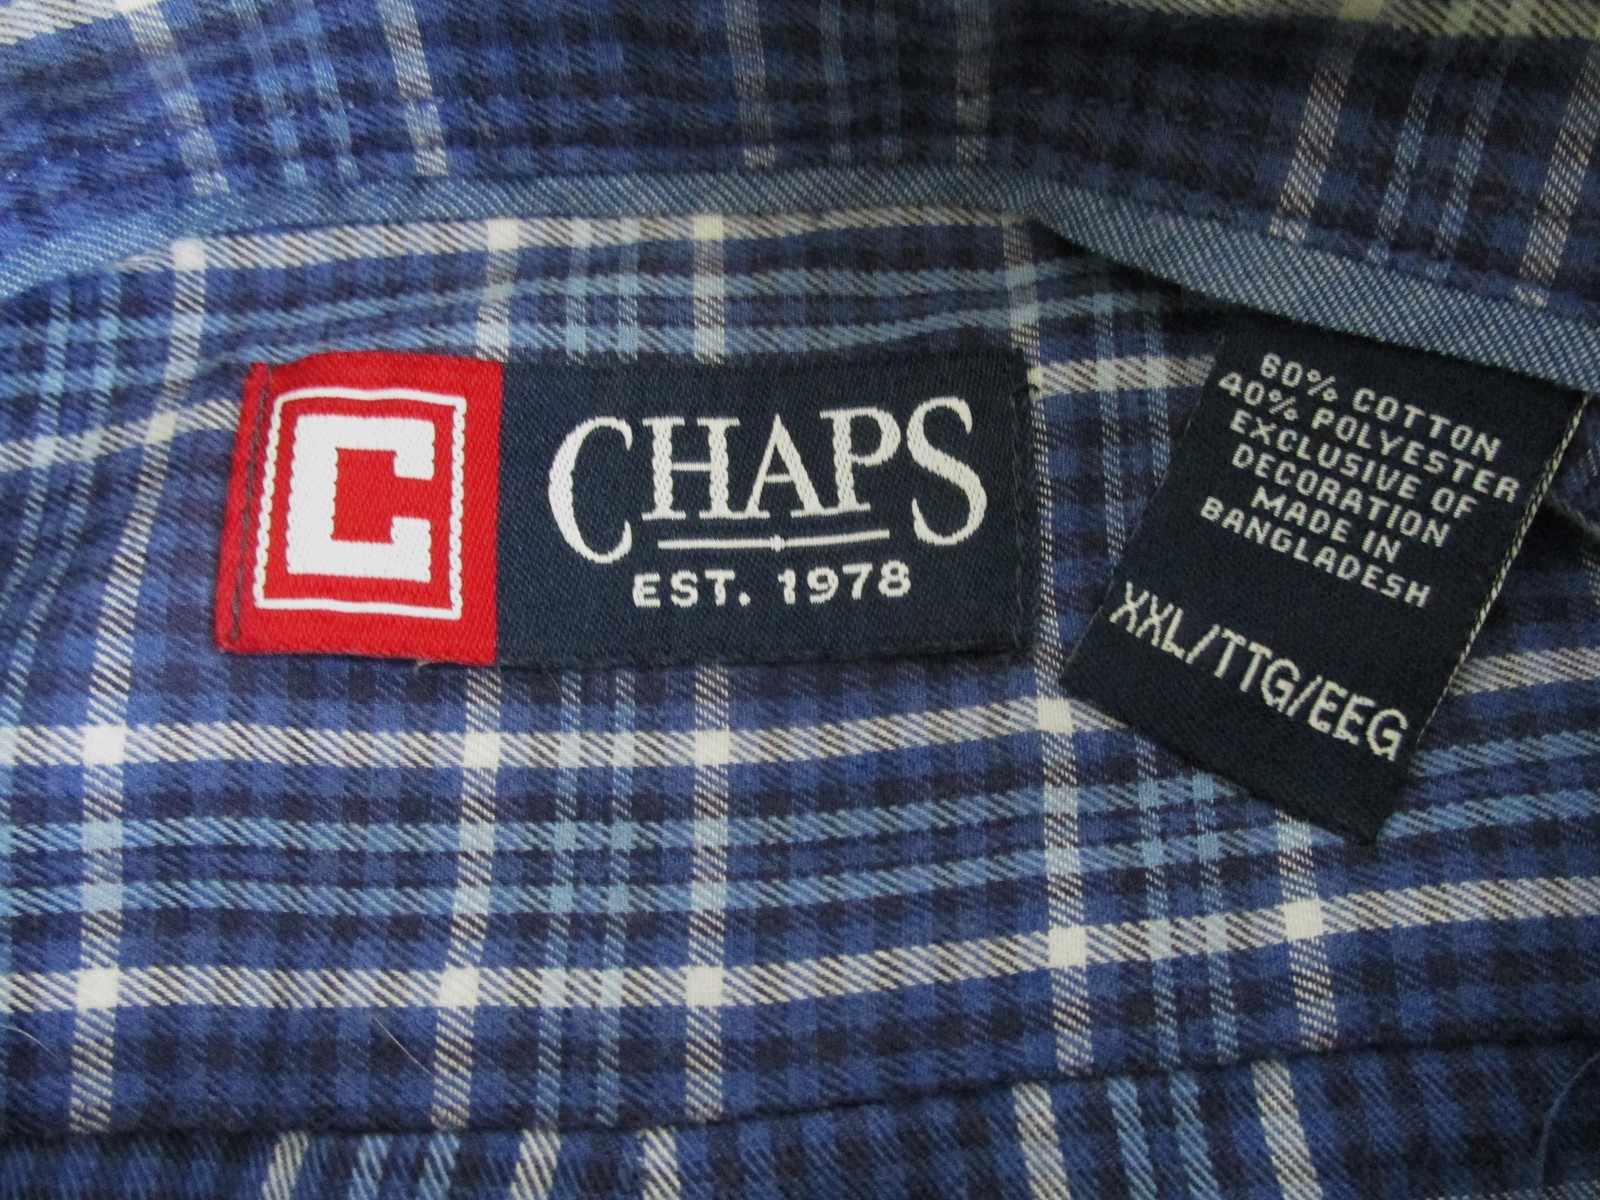 C
CHAPS
EST. 1978
60% COTTON
40% POLYESTER
EXCLUSIVE OF
DECORATION
MADE IN
BANGLADESH
XXL/TTG/EEG